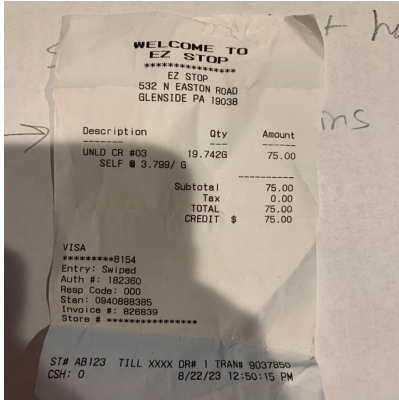 WELCOME TO
EZ STOP
****************
EZ STOP
532 N EASTON ROAD
GLENSIDE PA 19038
Description Qty Amount
------- --- ------
UNLD CR #03 19.742G 75.00
SELF @ 3.799/ G
----------
Subtotal 75.00
Tax 0.00
TOTAL 75.00
CREDIT $ 75.00
VISA
*********8154
Entry: Swiped
Auth #: 182360
Resp Code: 000
Stan: 0940888385
Invoice #: 826839
Store # ****************
ST# AB123 TILL XXXX DR# 1 TRAN# 9037850
CSH: 0 8/22/23 12:50:15 PM